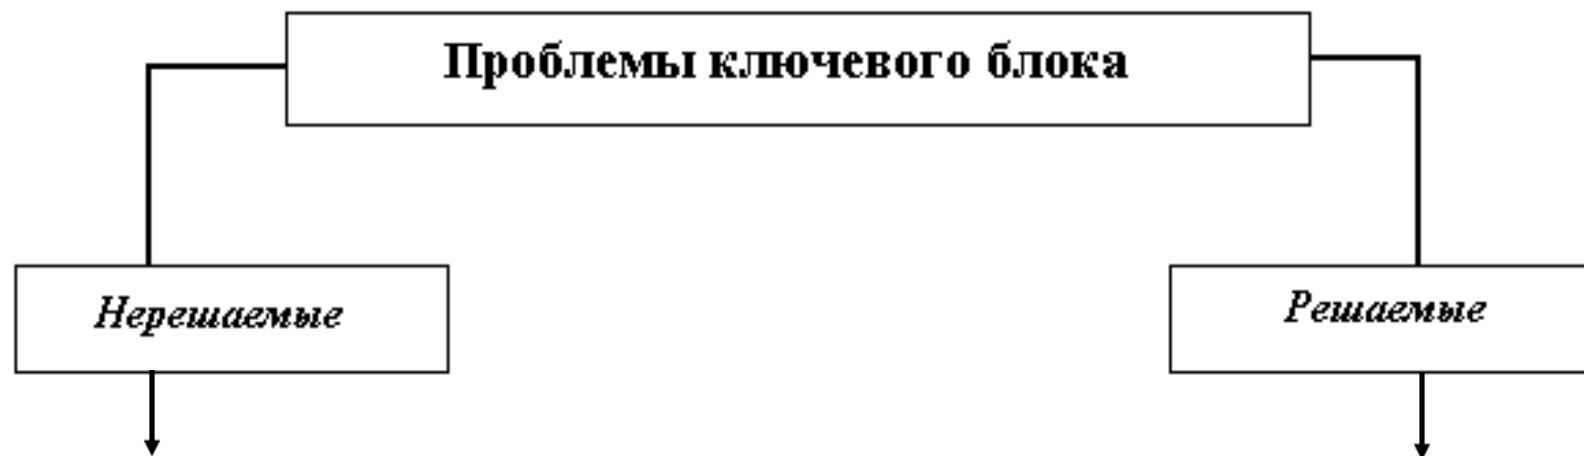 Проблемы ключевого блока
Нерешаемые
Решаемые